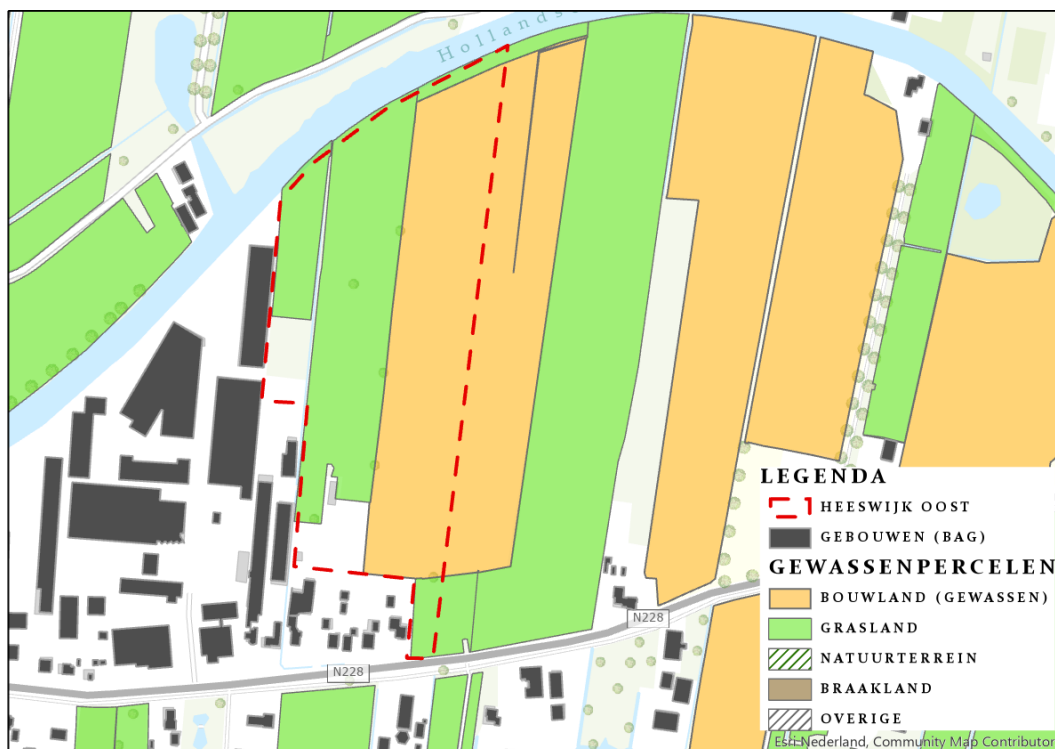 Hollands
LEGENDA
HEESWIJK OOST
GEBOUWEN (BAG)
GEWASSENPERCELEN
BOUWLAND (GEWASSEN)
GRASLAND
NATUURTERREIN
BRAAKLAND
OVERIGE
N228
N228
Esri Nederland, Community Map Contributor